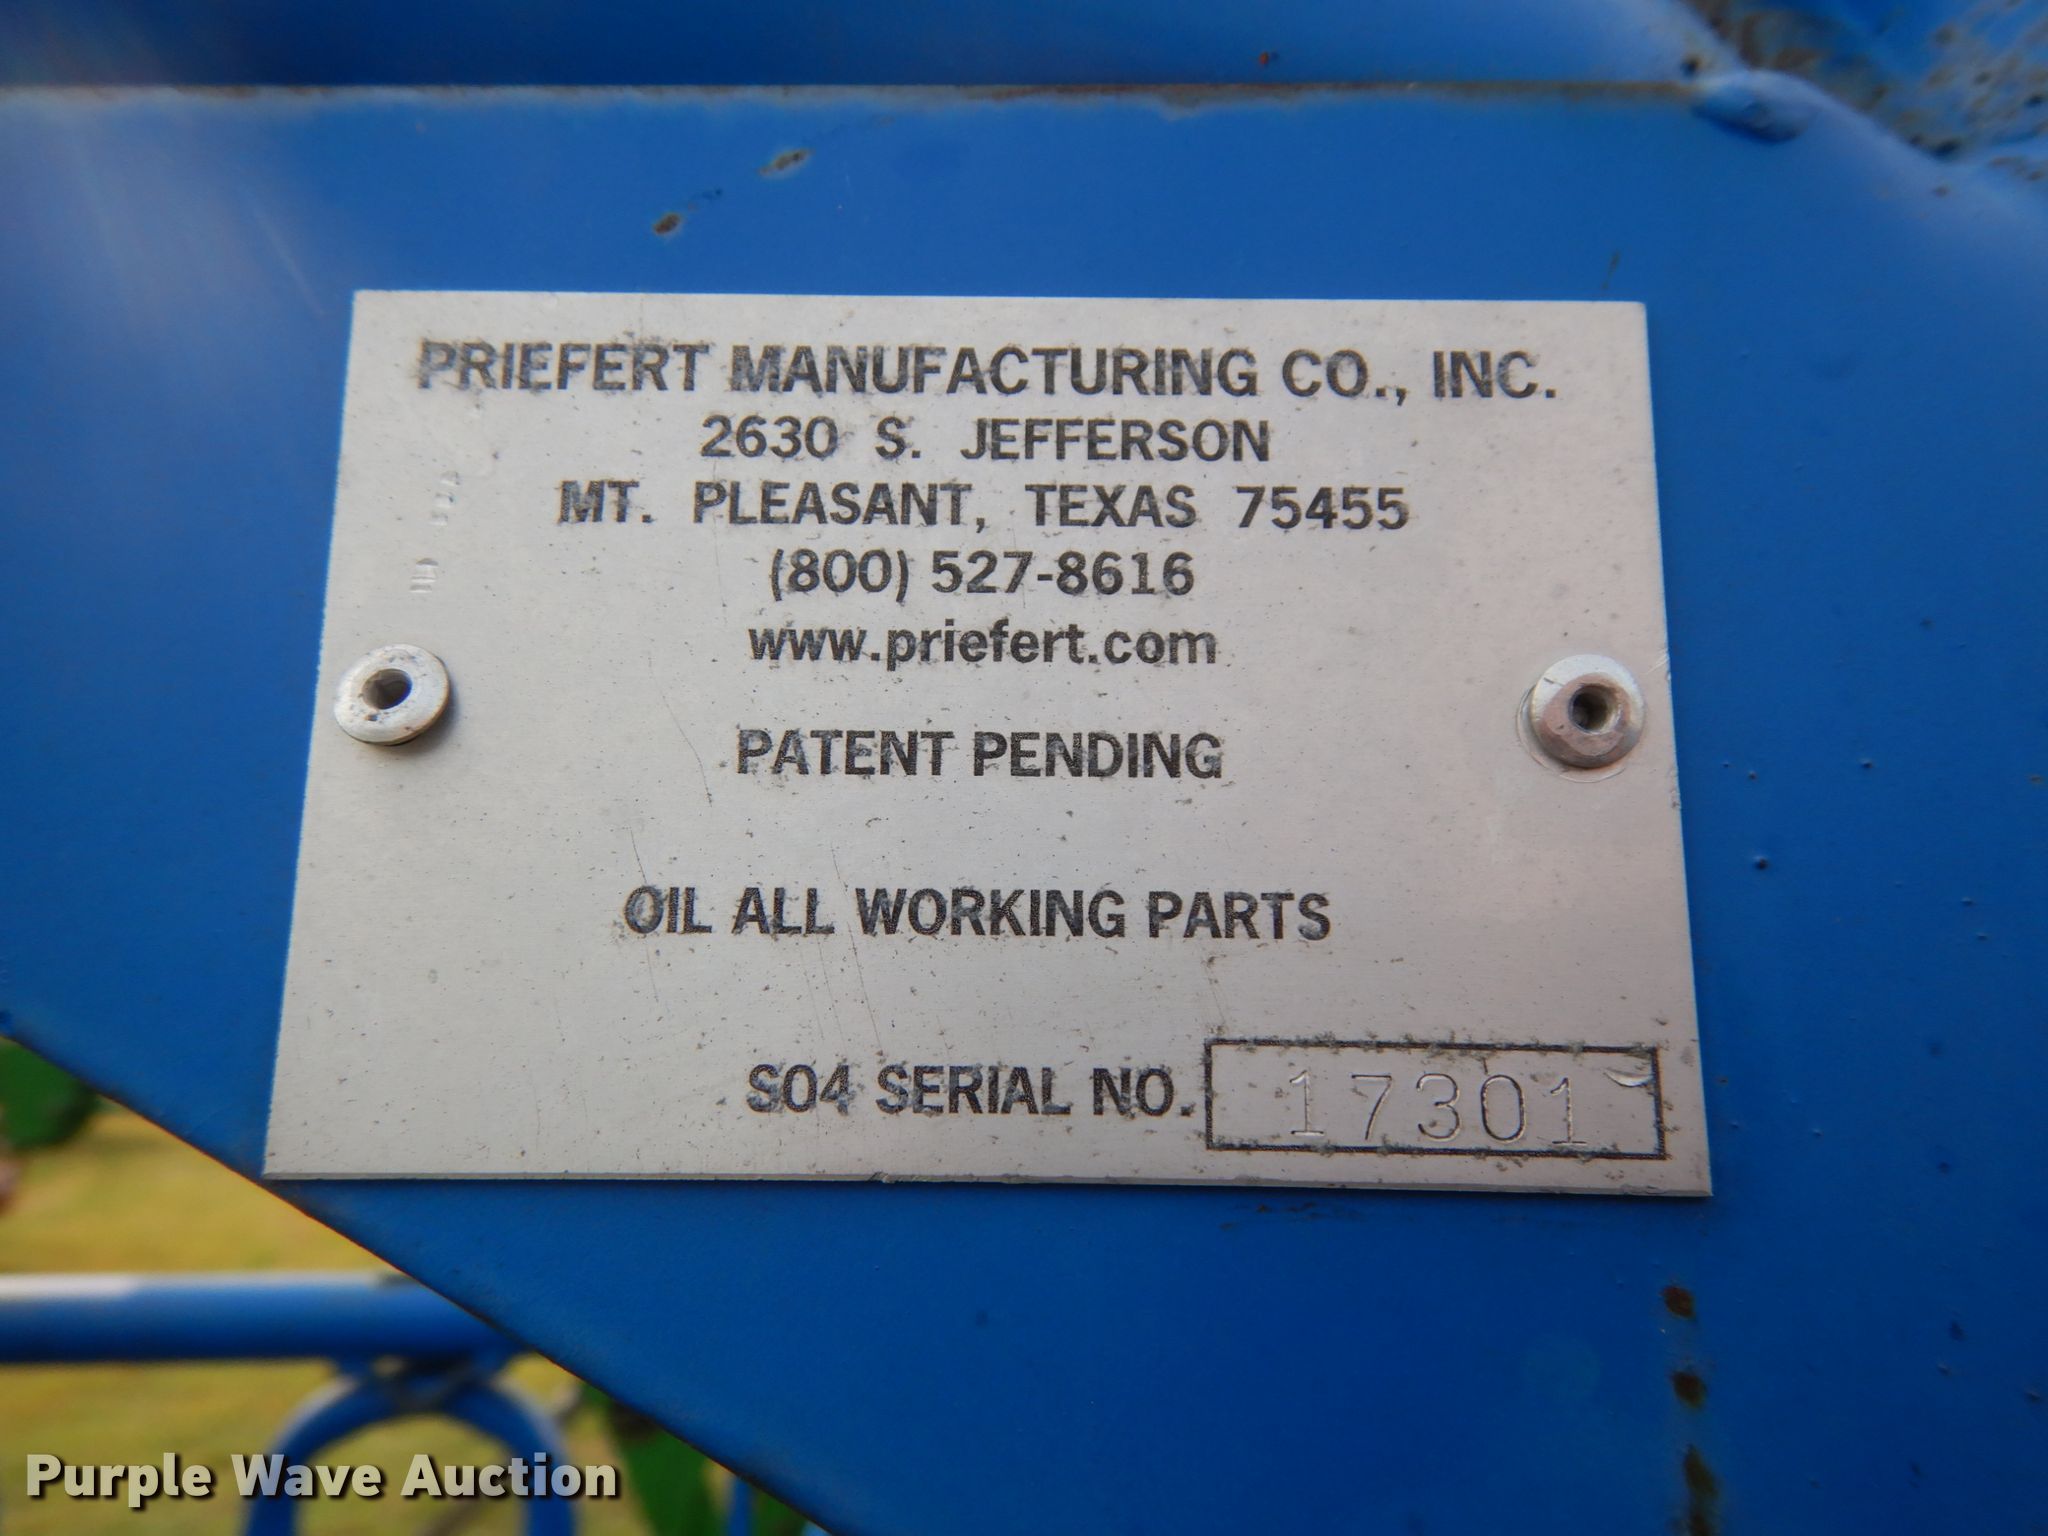 PRIEFERT MANUFACTURING CO., INC.
2630 S. JEFFERSON
MT. PLEASANT, TEXAS 75455
(800) 527-8616
www.priefert.com
PATENT PENDING
OIL ALL WORKING PARTS
S04 SERIAL NO. 17301
Purple Wave Auction